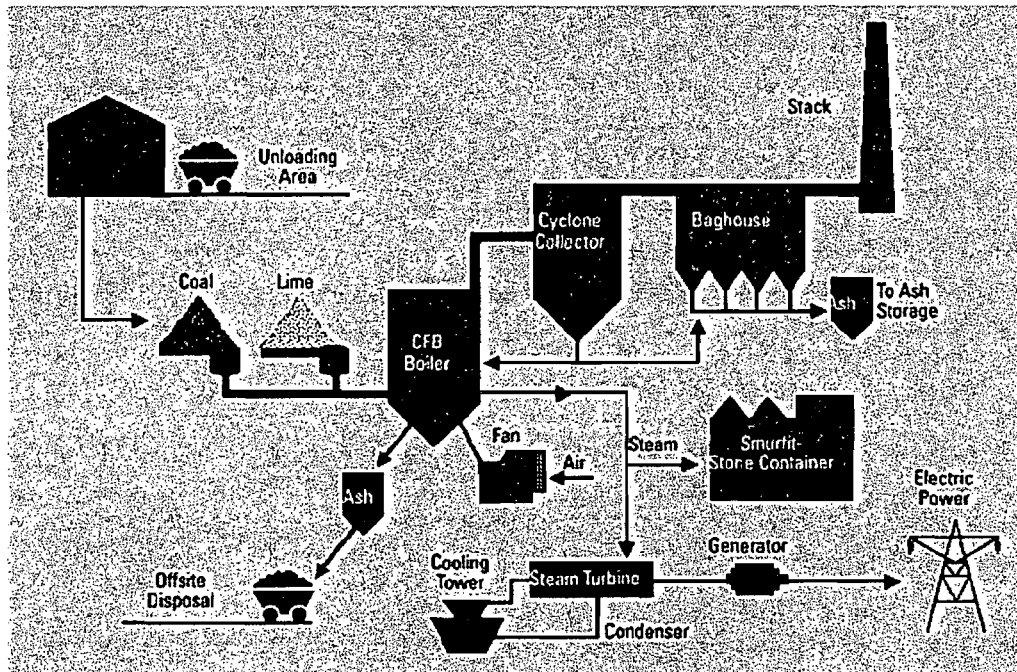 Stack
Unloading
Area
Cyclone
Collector
Baghouse
Coal
Lime
Ash
To Ash
Storage
CFB
Boiler
Fan
Air
Steam
Smurfit-
Stone Container
Ash
Electric
Power
Generator
Cooling
Tower
Steam Turbine
Offsite
Disposal
Condenser